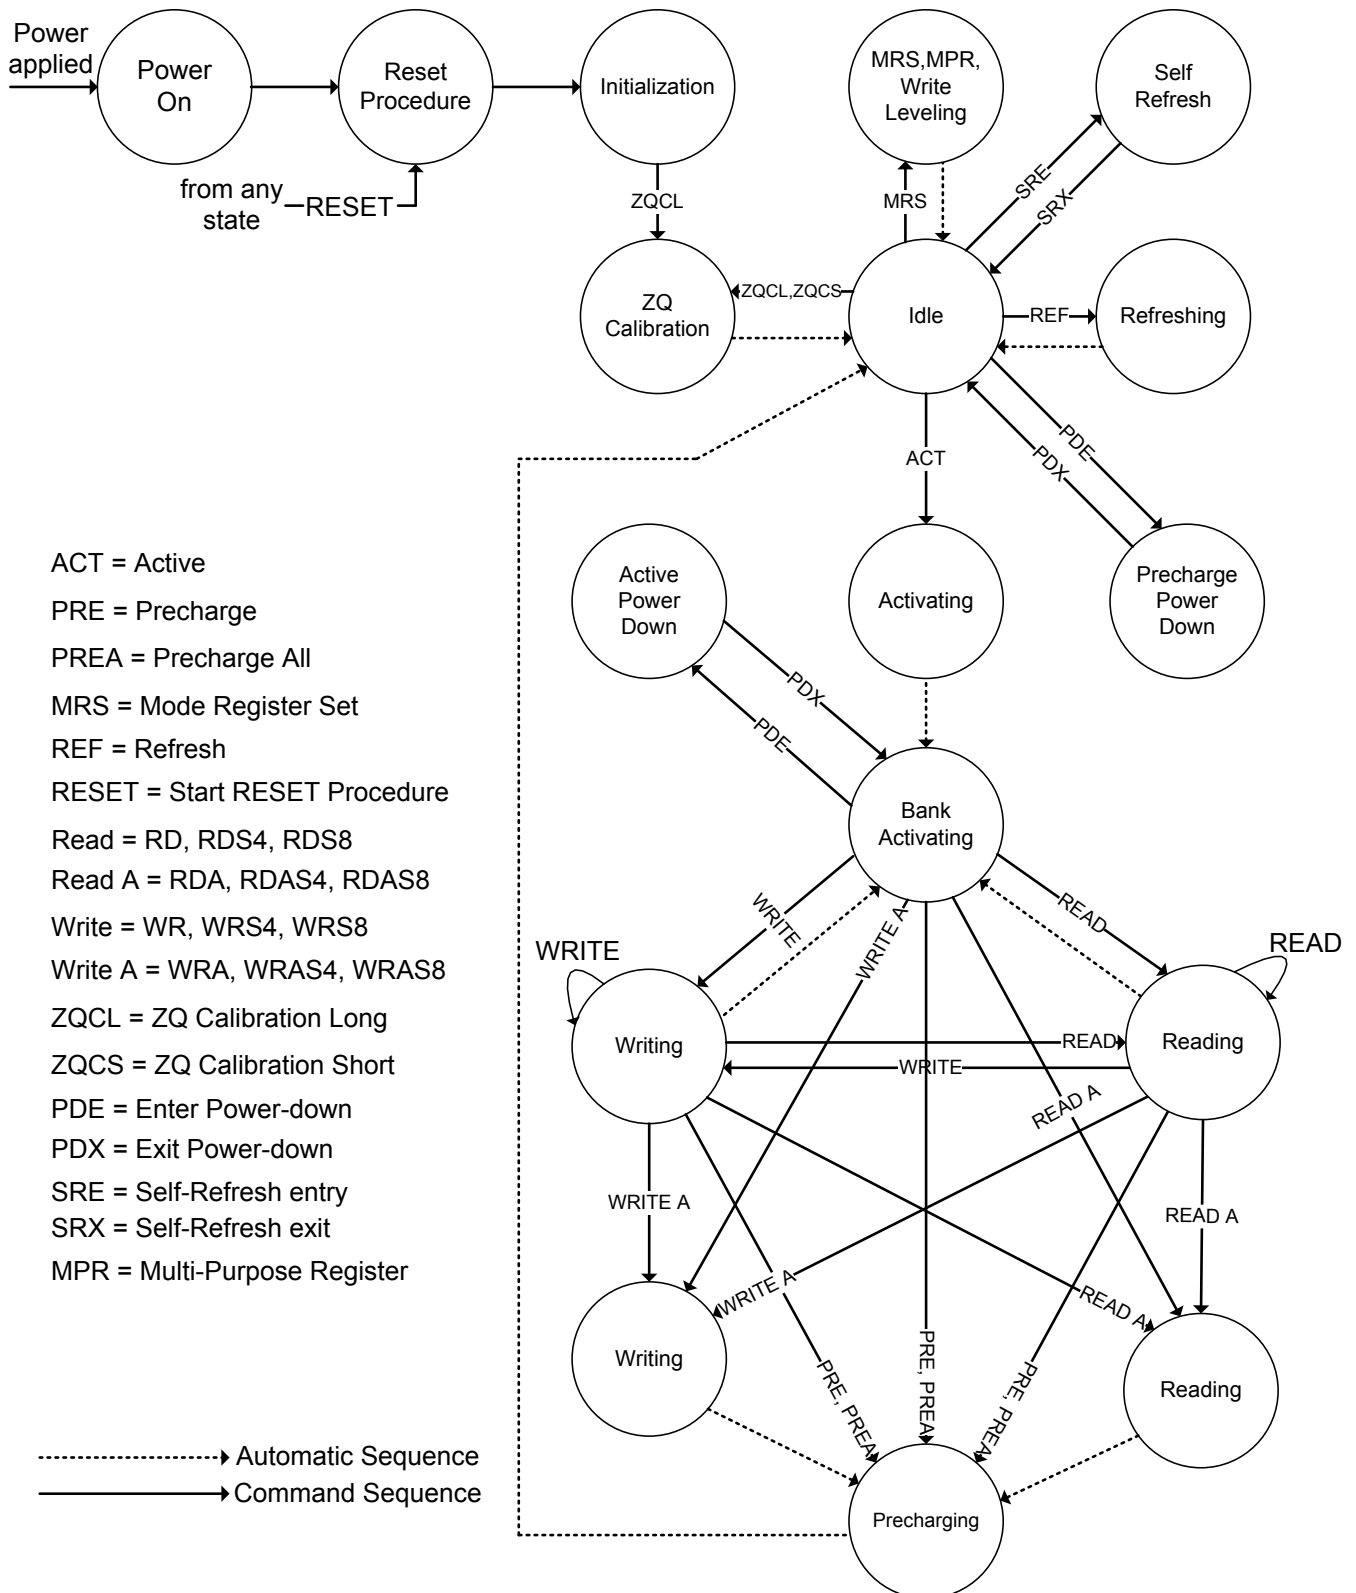 Power
applied
Power
On
Reset
Procedure
Initialization
MRS,MPR,
Write
Leveling
Self
Refresh
from any
state
RESET
ZQCL
MRS
SRE
SRX
ZQ
Calibration
ZQCL,ZQCS
Idle
REF
Refreshing
ACT
PDE
PDX
Active
Power
Down
Activating
Precharge
Power
Down
PDX
PDE
Bank
Activating
ACT = Active
PRE = Precharge
PREA = Precharge All
MRS = Mode Register Set
REF = Refresh
RESET = Start RESET Procedure
Read = RD, RDS4, RDS8
Read A = RDA, RDAS4, RDAS8
Write = WR, WRS4, WRS8
Write A = WRA, WRAS4, WRAS8
ZQCL = ZQ Calibration Long
ZQCS = ZQ Calibration Short
PDE = Enter Power-down
PDX = Exit Power-down
SRE = Self-Refresh entry
SRX = Self-Refresh exit
MPR = Multi-Purpose Register
WRITE
WRITE A
READ
WRITE
READ
Writing
READ
WRITE
Reading
READ A
WRITE A
READ A
WRITE A
READ A
PRE, PREA
PRE, PREA
PRE, PREA
Writing
Reading
Precharging
Automatic Sequence
Command Sequence